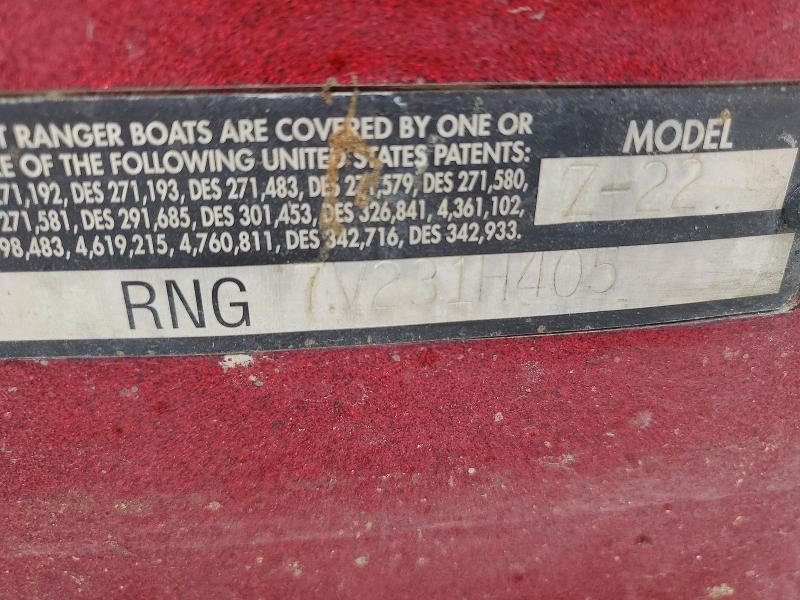 T RANGER BOATS ARE COVERED BY ONE OR
E OF THE FOLLOWING UNITED STATES PATENTS:
271,192, DES 271,193, DES 271,483, DES 271,579, DES 271,580,
271,581, DES 291,685, DES 301,453, DES 326,841, 4,361,102,
98,483, 4,619,215, 4,760,811, DES 342,716, DES 342,933.
MODEL
Z-22
RNG 7V231H405